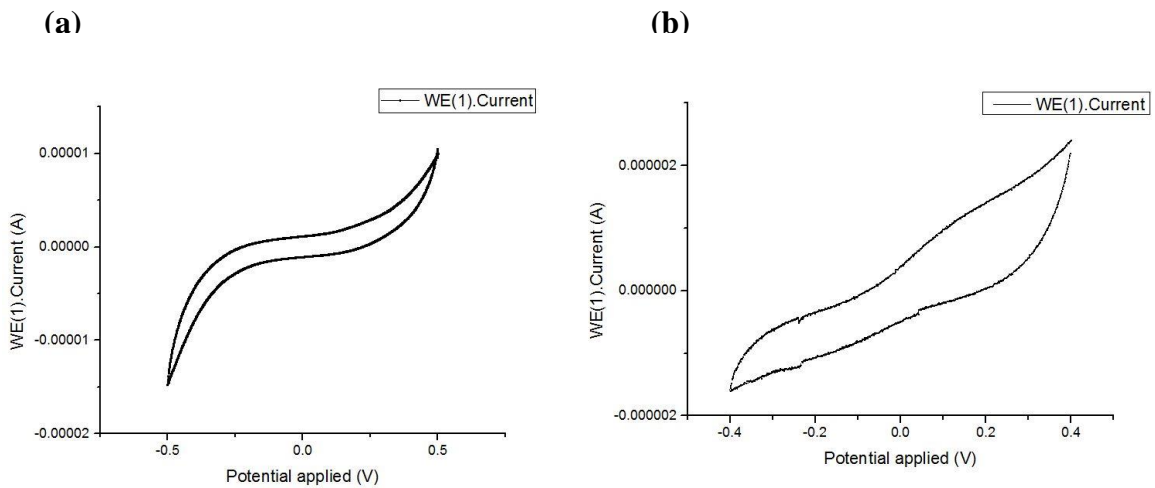 (a)
(b)
WE(1).Current
WE(1).Current
0.00001
0.00000
-0.00001
-0.00002
WE(1).Current (A)
-0.5
0.0
0.5
Potential applied (V)
0.000002
0.000000
-0.000002
WE(1).Current (A)
-0.4
-0.2
0.0
0.2
0.4
Potential applied (V)